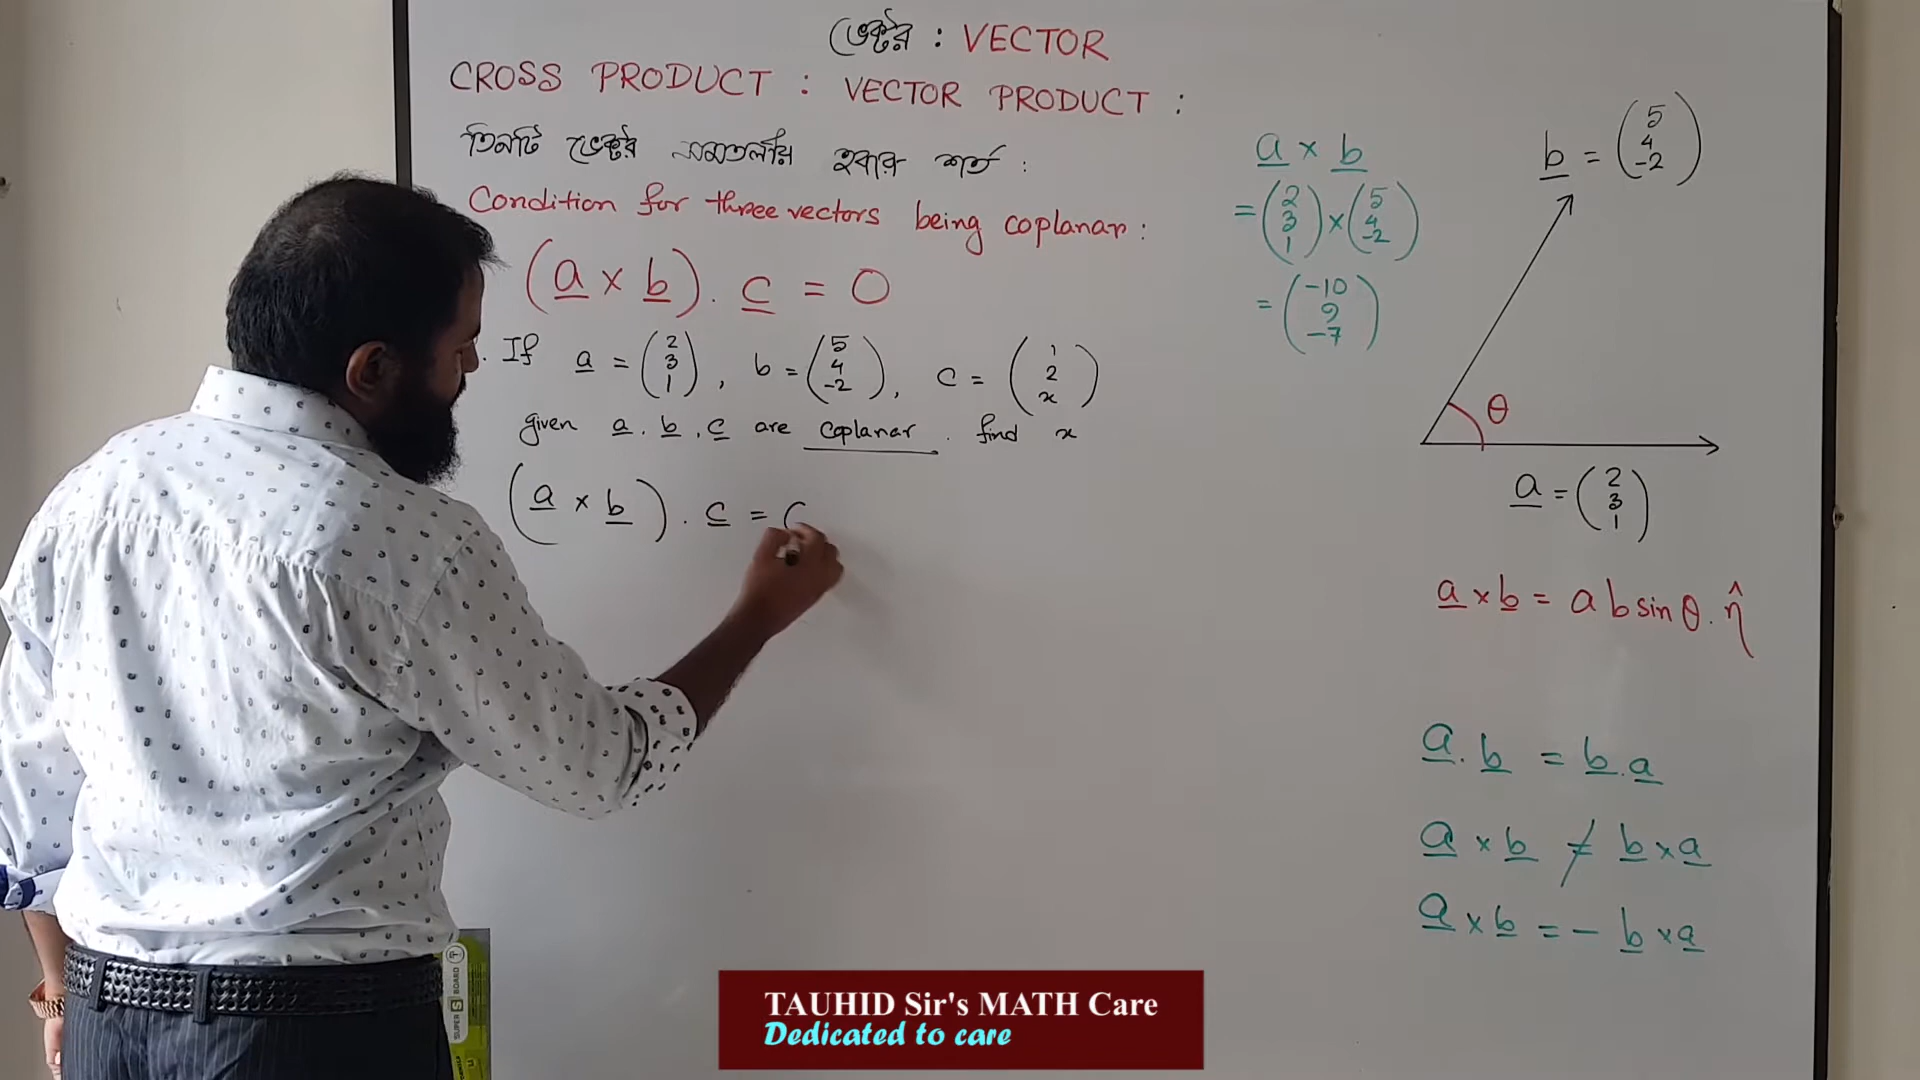 ভেক্টর : VECTOR
CROSS PRODUCT : VECTOR PRODUCT :
তিনটি ভেক্টর সমতলীয় হবার শর্ত :
Condition for three vectors being coplanar :
(a × b) . c = 0
. If a = (2 3 1) , b = (5 4 -2) , c = (1 2 x)
given a . b . c are coplanar . find x
(a × b) . c =
a × b
= (2 3 1) × (5 4 -2)
= (-10 9 -7)
b = (5 4 -2)
θ
a = (2 3 1)
a × b = a b sin θ . η̂
a . b = b . a
a × b ≠ b × a
a × b = - b × a
SUPER S BOARD
TAUHID Sir's MATH Care
Dedicated to care